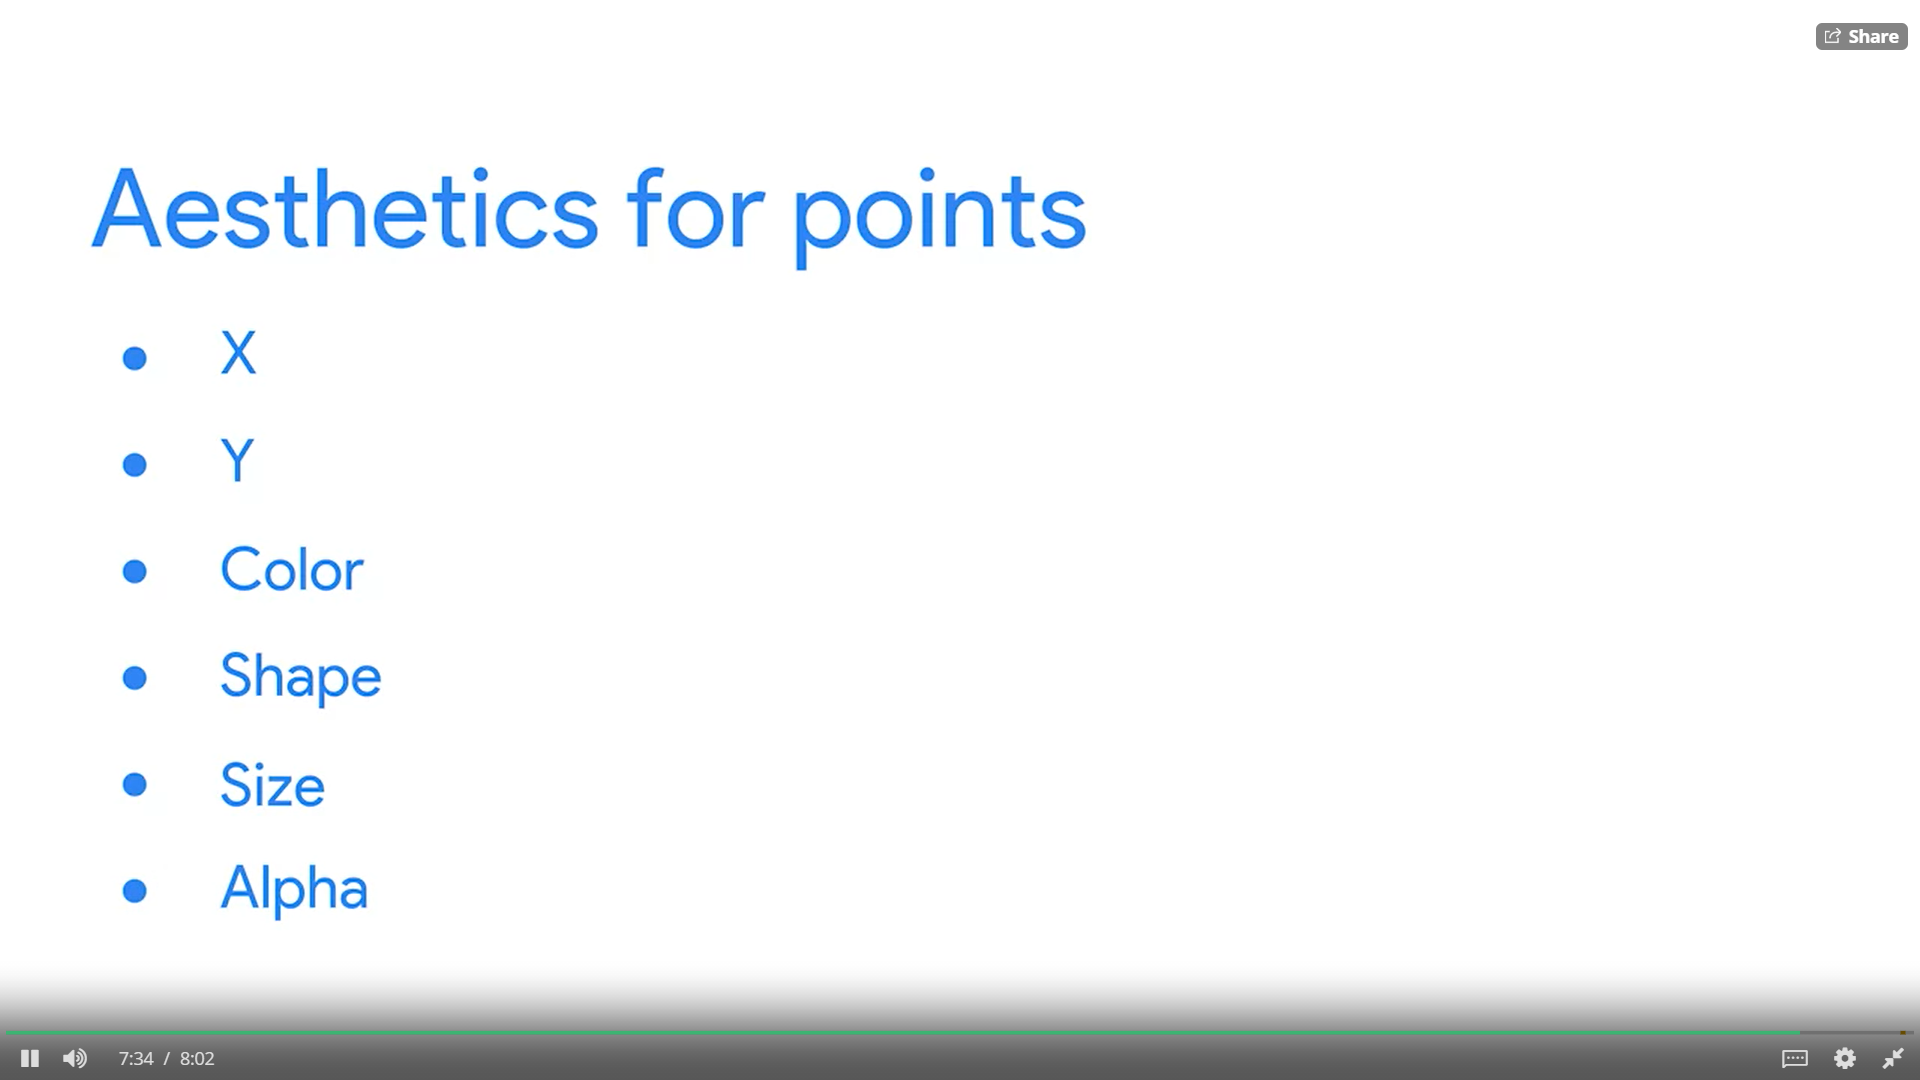 Share
Aesthetics for points
● X
● Y
● Color
● Shape
● Size
● Alpha
7:34 / 8:02